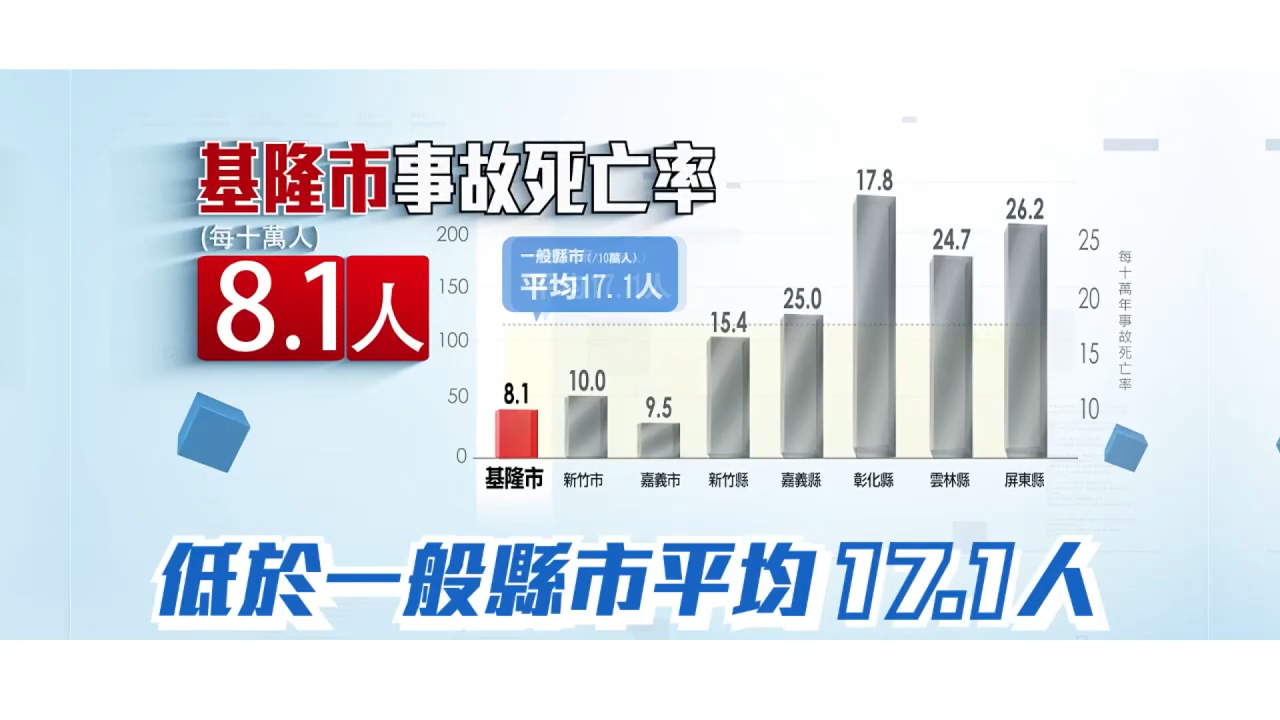 基隆市事故死亡率
(每十萬人)
8.1人
一般縣市(/10萬人)
平均17.1人
200
150
100
50
0
8.1
10.0
9.5
15.4
25.0
17.8
24.7
26.2
25
20
15
10
每十萬年事故死亡率
基隆市
新竹市
嘉義市
新竹縣
嘉義縣
彰化縣
雲林縣
屏東縣
低於一般縣市平均17.1人